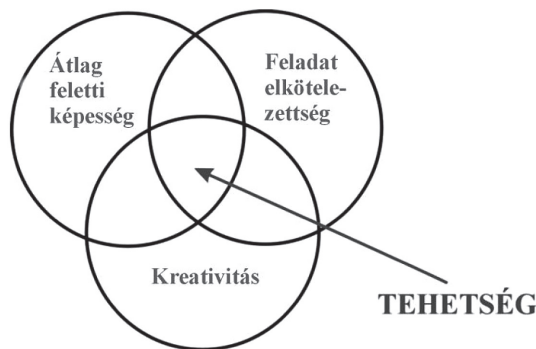 Átlag
feletti
képesség
Feladat
elkötele-
zettség
Kreativitás
TEHETSÉG